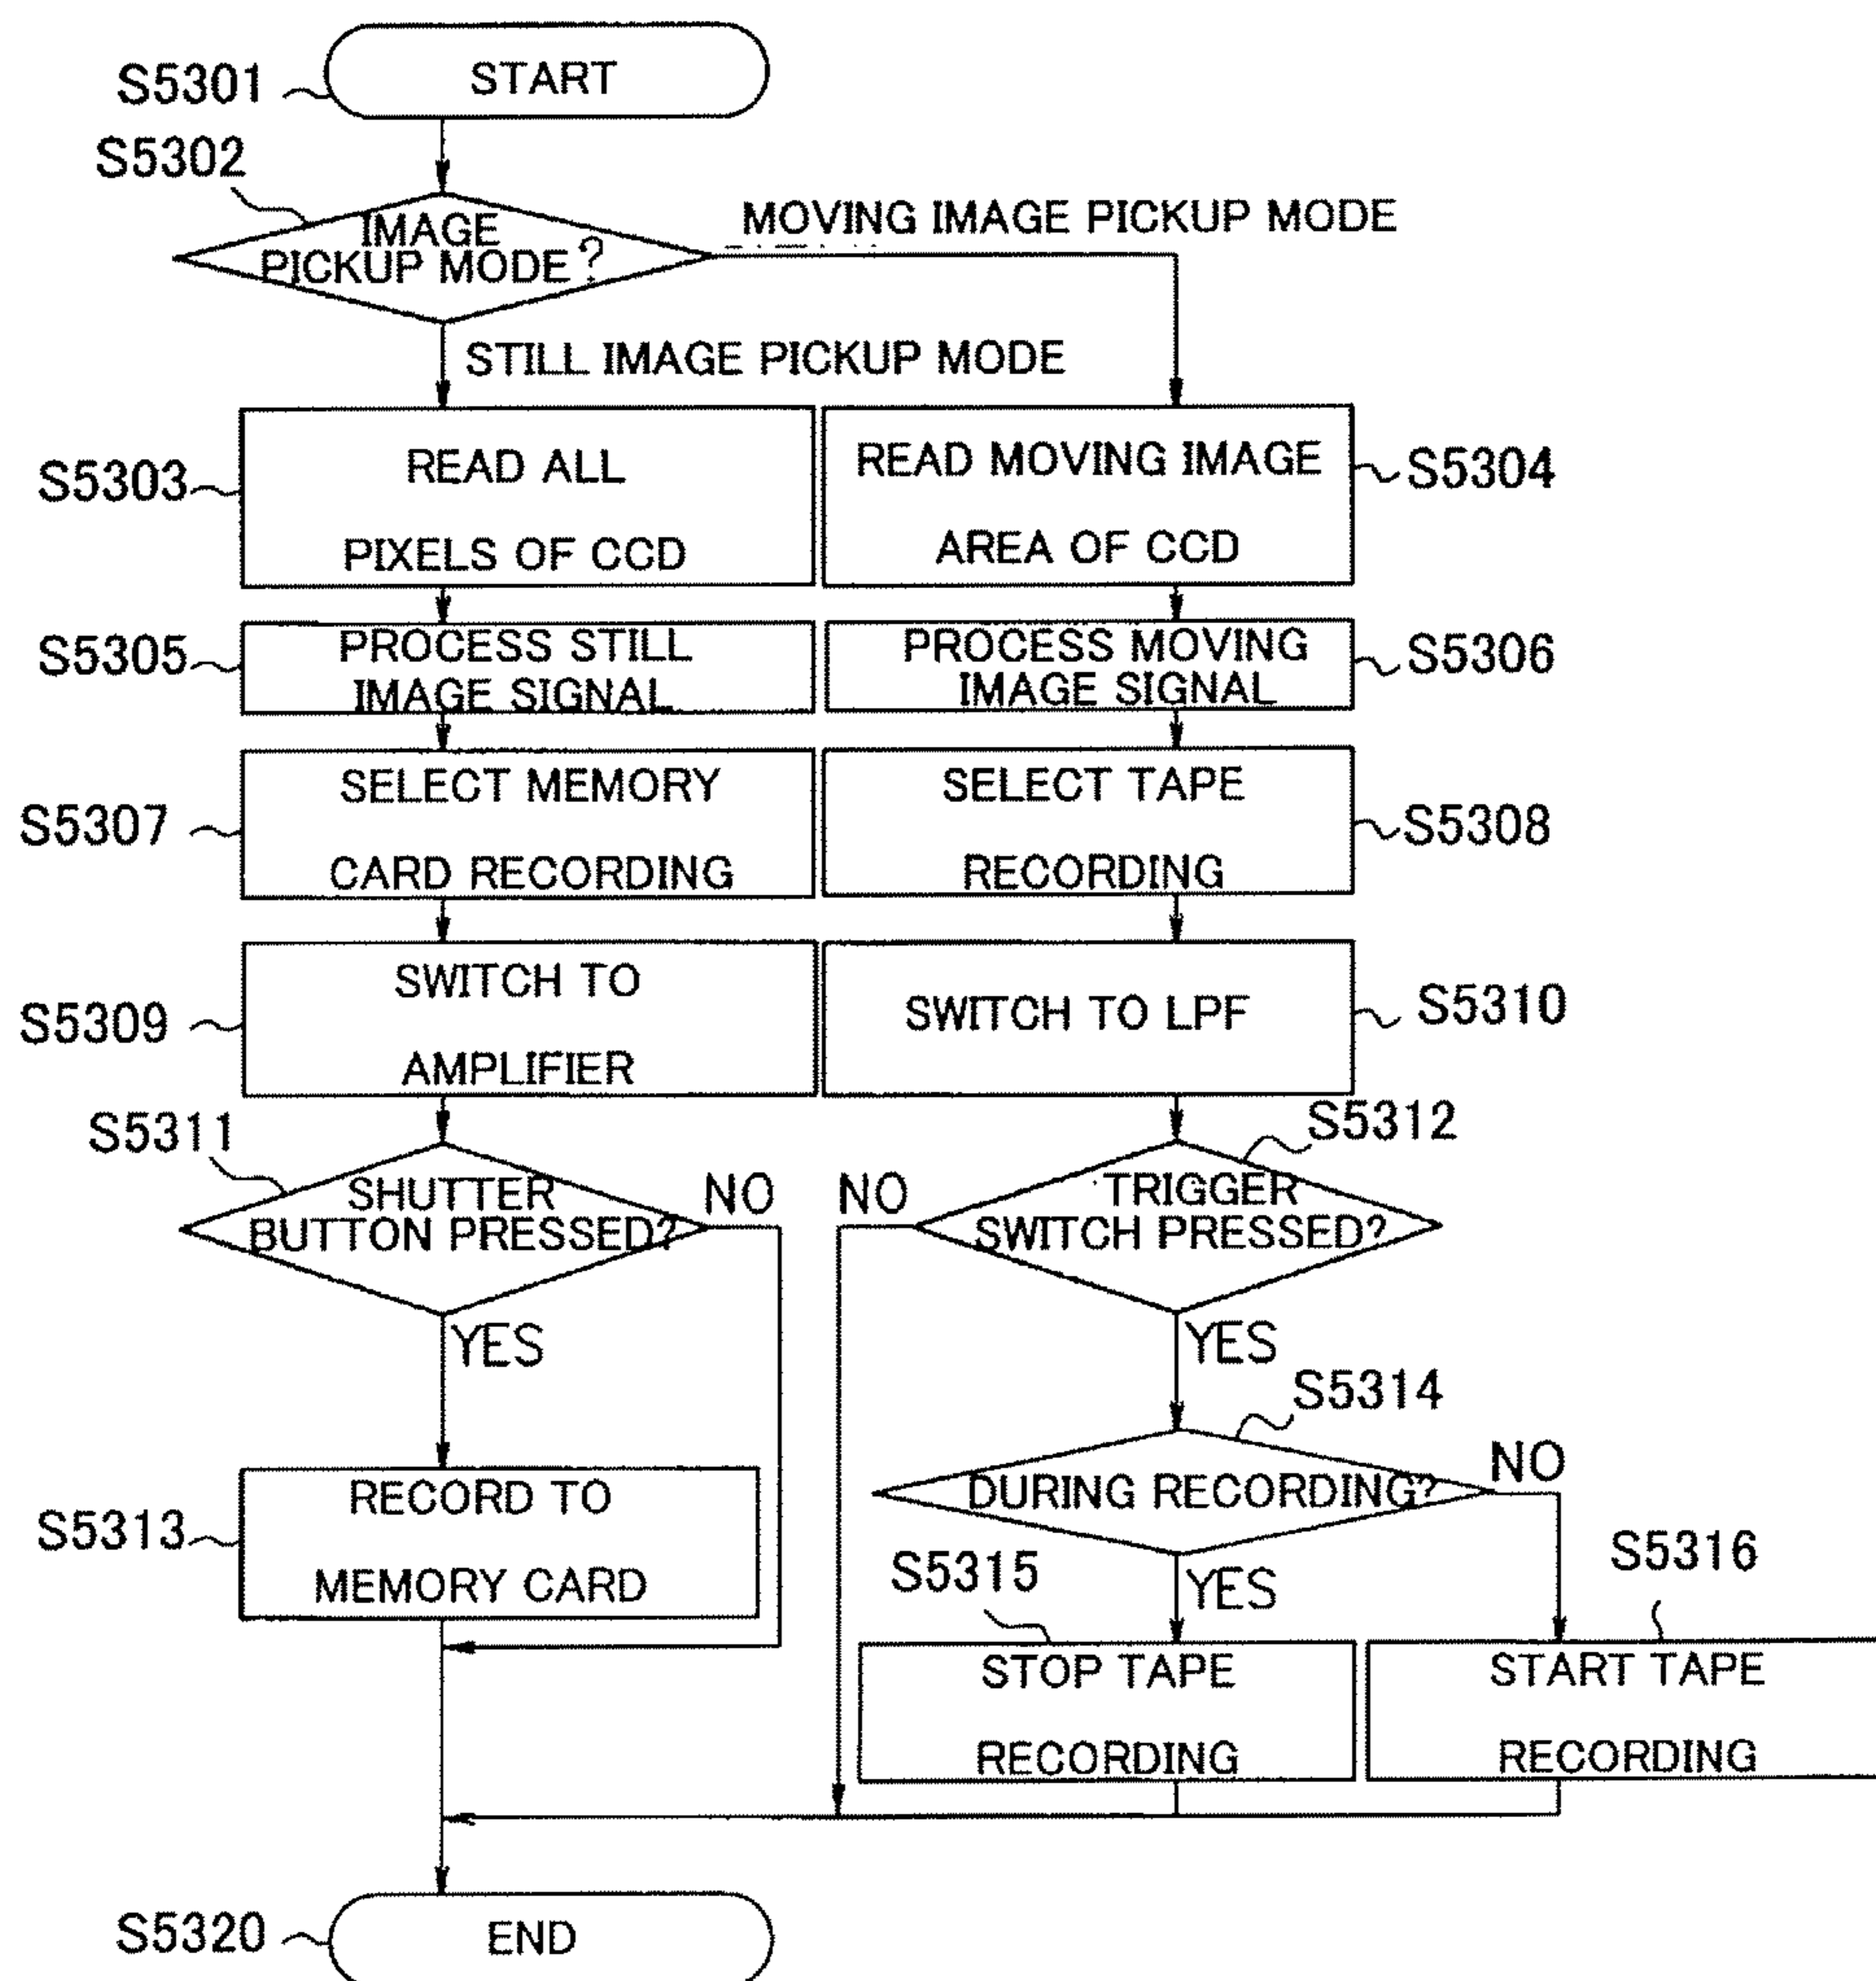 S5301
START
S5302
IMAGE
PICKUP MODE?
MOVING IMAGE PICKUP MODE
STILL IMAGE PICKUP MODE
S5303
READ ALL
PIXELS OF CCD
READ MOVING IMAGE
AREA OF CCD
S5304
S5305
PROCESS STILL
IMAGE SIGNAL
PROCESS MOVING
IMAGE SIGNAL
S5306
S5307
SELECT MEMORY
CARD RECORDING
SELECT TAPE
RECORDING
S5308
S5309
SWITCH TO
AMPLIFIER
SWITCH TO LPF
S5310
S5311
SHUTTER
BUTTON PRESSED?
NO
YES
S5312
NO
TRIGGER
SWITCH PRESSED?
YES
S5313
RECORD TO
MEMORY CARD
S5314
DURING RECORDING?
NO
YES
S5315
STOP TAPE
RECORDING
S5316
START TAPE
RECORDING
S5320
END